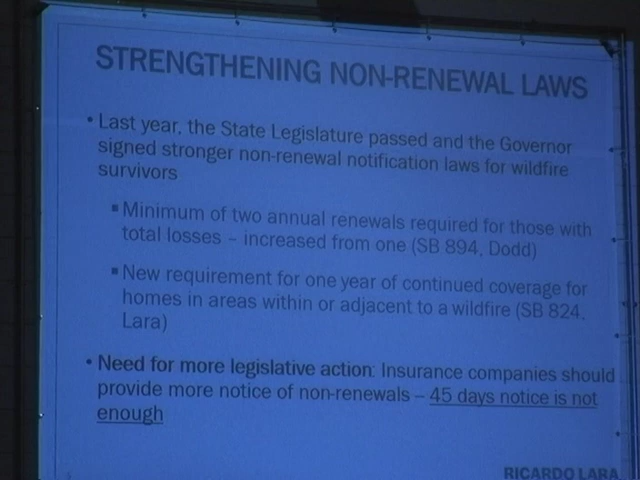 STRENGTHENING NON-RENEWAL LAWS
• Last year, the State Legislature passed and the Governor
signed stronger non-renewal notification laws for wildfire
survivors
▪ Minimum of two annual renewals required for those with
total losses – increased from one (SB 894, Dodd)
▪ New requirement for one year of continued coverage for
homes in areas within or adjacent to a wildfire (SB 824,
Lara)
• Need for more legislative action: Insurance companies should
provide more notice of non-renewals – 45 days notice is not
enough
RICARDO LARA